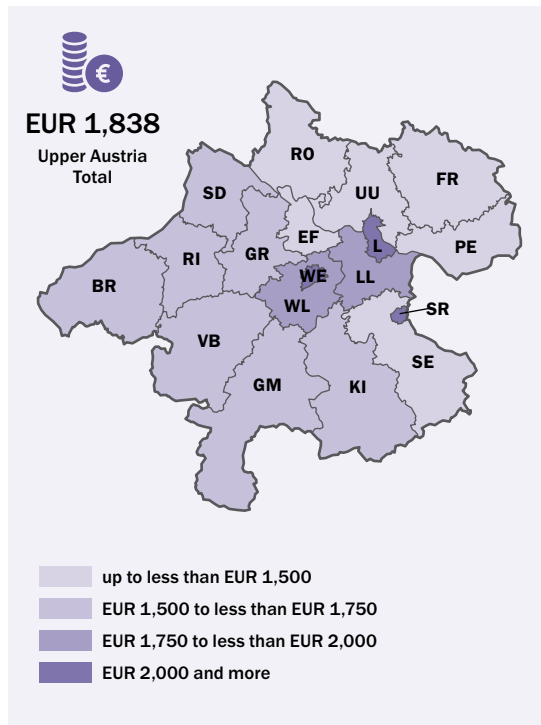 €
EUR 1,838
Upper Austria
Total
RO
FR
SD
UU
EF
L
PE
GR
RI
WE
LL
BR
WL
SR
VB
SE
GM
KI
up to less than EUR 1,500
EUR 1,500 to less than EUR 1,750
EUR 1,750 to less than EUR 2,000
EUR 2,000 and more